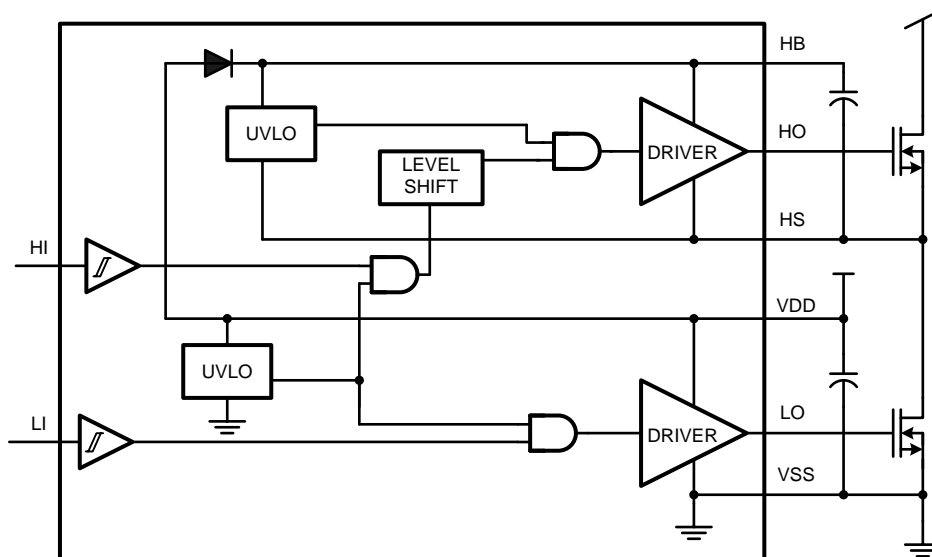 HB
UVLO
HO
DRIVER
LEVEL
SHIFT
HS
HI
VDD
UVLO
LO
LI
DRIVER
VSS